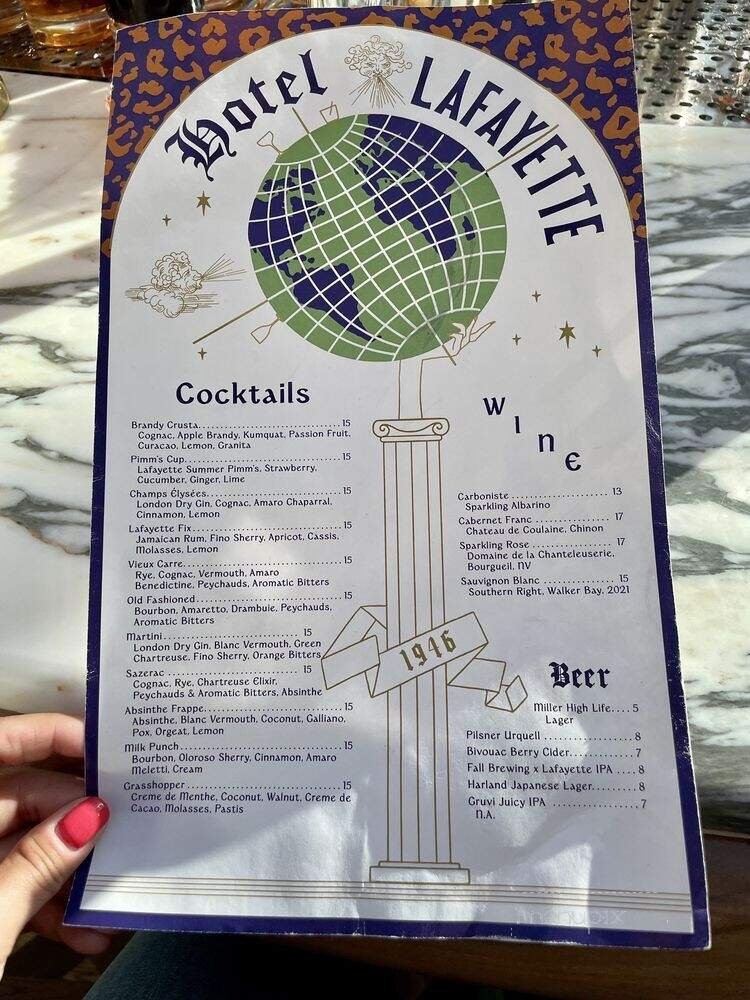 Hotel LAFAYETTE
Cocktails
Brandy Crusta....................15
Cognac, Apple Brandy, Kumquat, Passion Fruit,
Curacao, Lemon, Granita
Pimm's Cup....................15
Lafayette Summer Pimm's, Strawberry,
Cucumber, Ginger, Lime
Champs Élysées....................15
London Dry Gin, Cognac, Amaro Chaparral,
Cinnamon, Lemon
Lafayette Fix....................15
Jamaican Rum, Fino Sherry, Apricot, Cassis,
Molasses, Lemon
Vieux Carre....................15
Rye, Cognac, Vermouth, Amaro
Benedictine, Peychauds, Aromatic Bitters
Old Fashioned....................15
Bourbon, Amaretto, Drambuie, Peychauds,
Aromatic Bitters
Martini....................15
London Dry Gin, Blanc Vermouth, Green
Chartreuse, Fino Sherry, Orange Bitters
Sazerac....................15
Cognac, Rye, Chartreuse Elixir,
Peychauds & Aromatic Bitters, Absinthe
Absinthe Frappe....................15
Absinthe, Blanc Vermouth, Coconut, Galliano,
Pox, Orgeat, Lemon
Milk Punch....................15
Bourbon, Oloroso Sherry, Cinnamon, Amaro
Meletti, Cream
Grasshopper....................15
Creme de Menthe, Coconut, Walnut, Creme de
Cacao, Molasses, Pastis
WINE
Carboniste....................13
Sparkling Albarino
Cabernet Franc....................17
Chateau de Coulaine, Chinon
Sparkling Rose....................17
Domaine de la Chanteleuserie,
Bourgueil, NV
Sauvignon Blanc....................15
Southern Right, Walker Bay, 2021
1946
Beer
Miller High Life....5
Lager
Pilsner Urquell....................8
Bivouac Berry Cider....................7
Fall Brewing x Lafayette IPA....8
Harland Japanese Lager.....8
Gruvi Juicy IPA....................7
N.A.